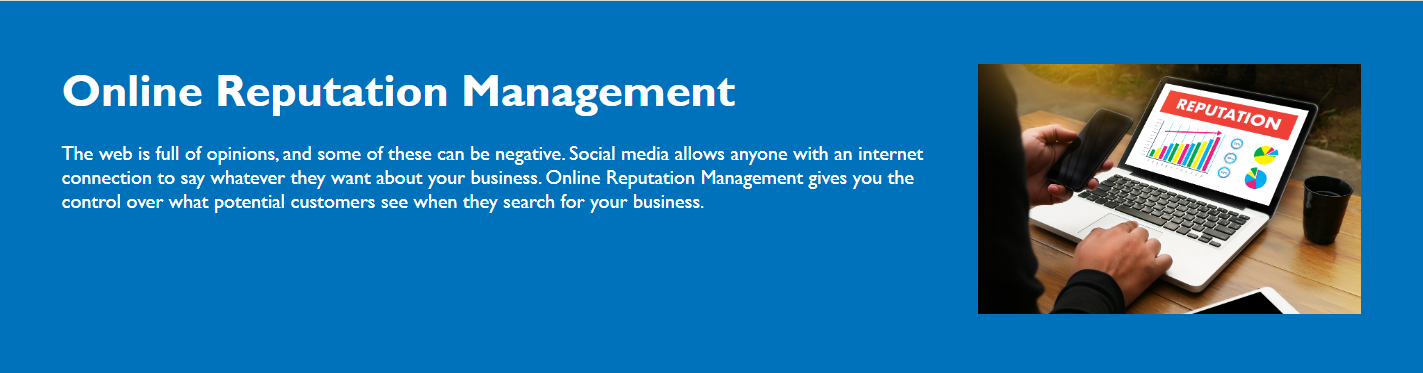 Online Reputation Management
The web is full of opinions, and some of these can be negative. Social media allows anyone with an internet
connection to say whatever they want about your business. Online Reputation Management gives you the
control over what potential customers see when they search for your business.
REPUTATION